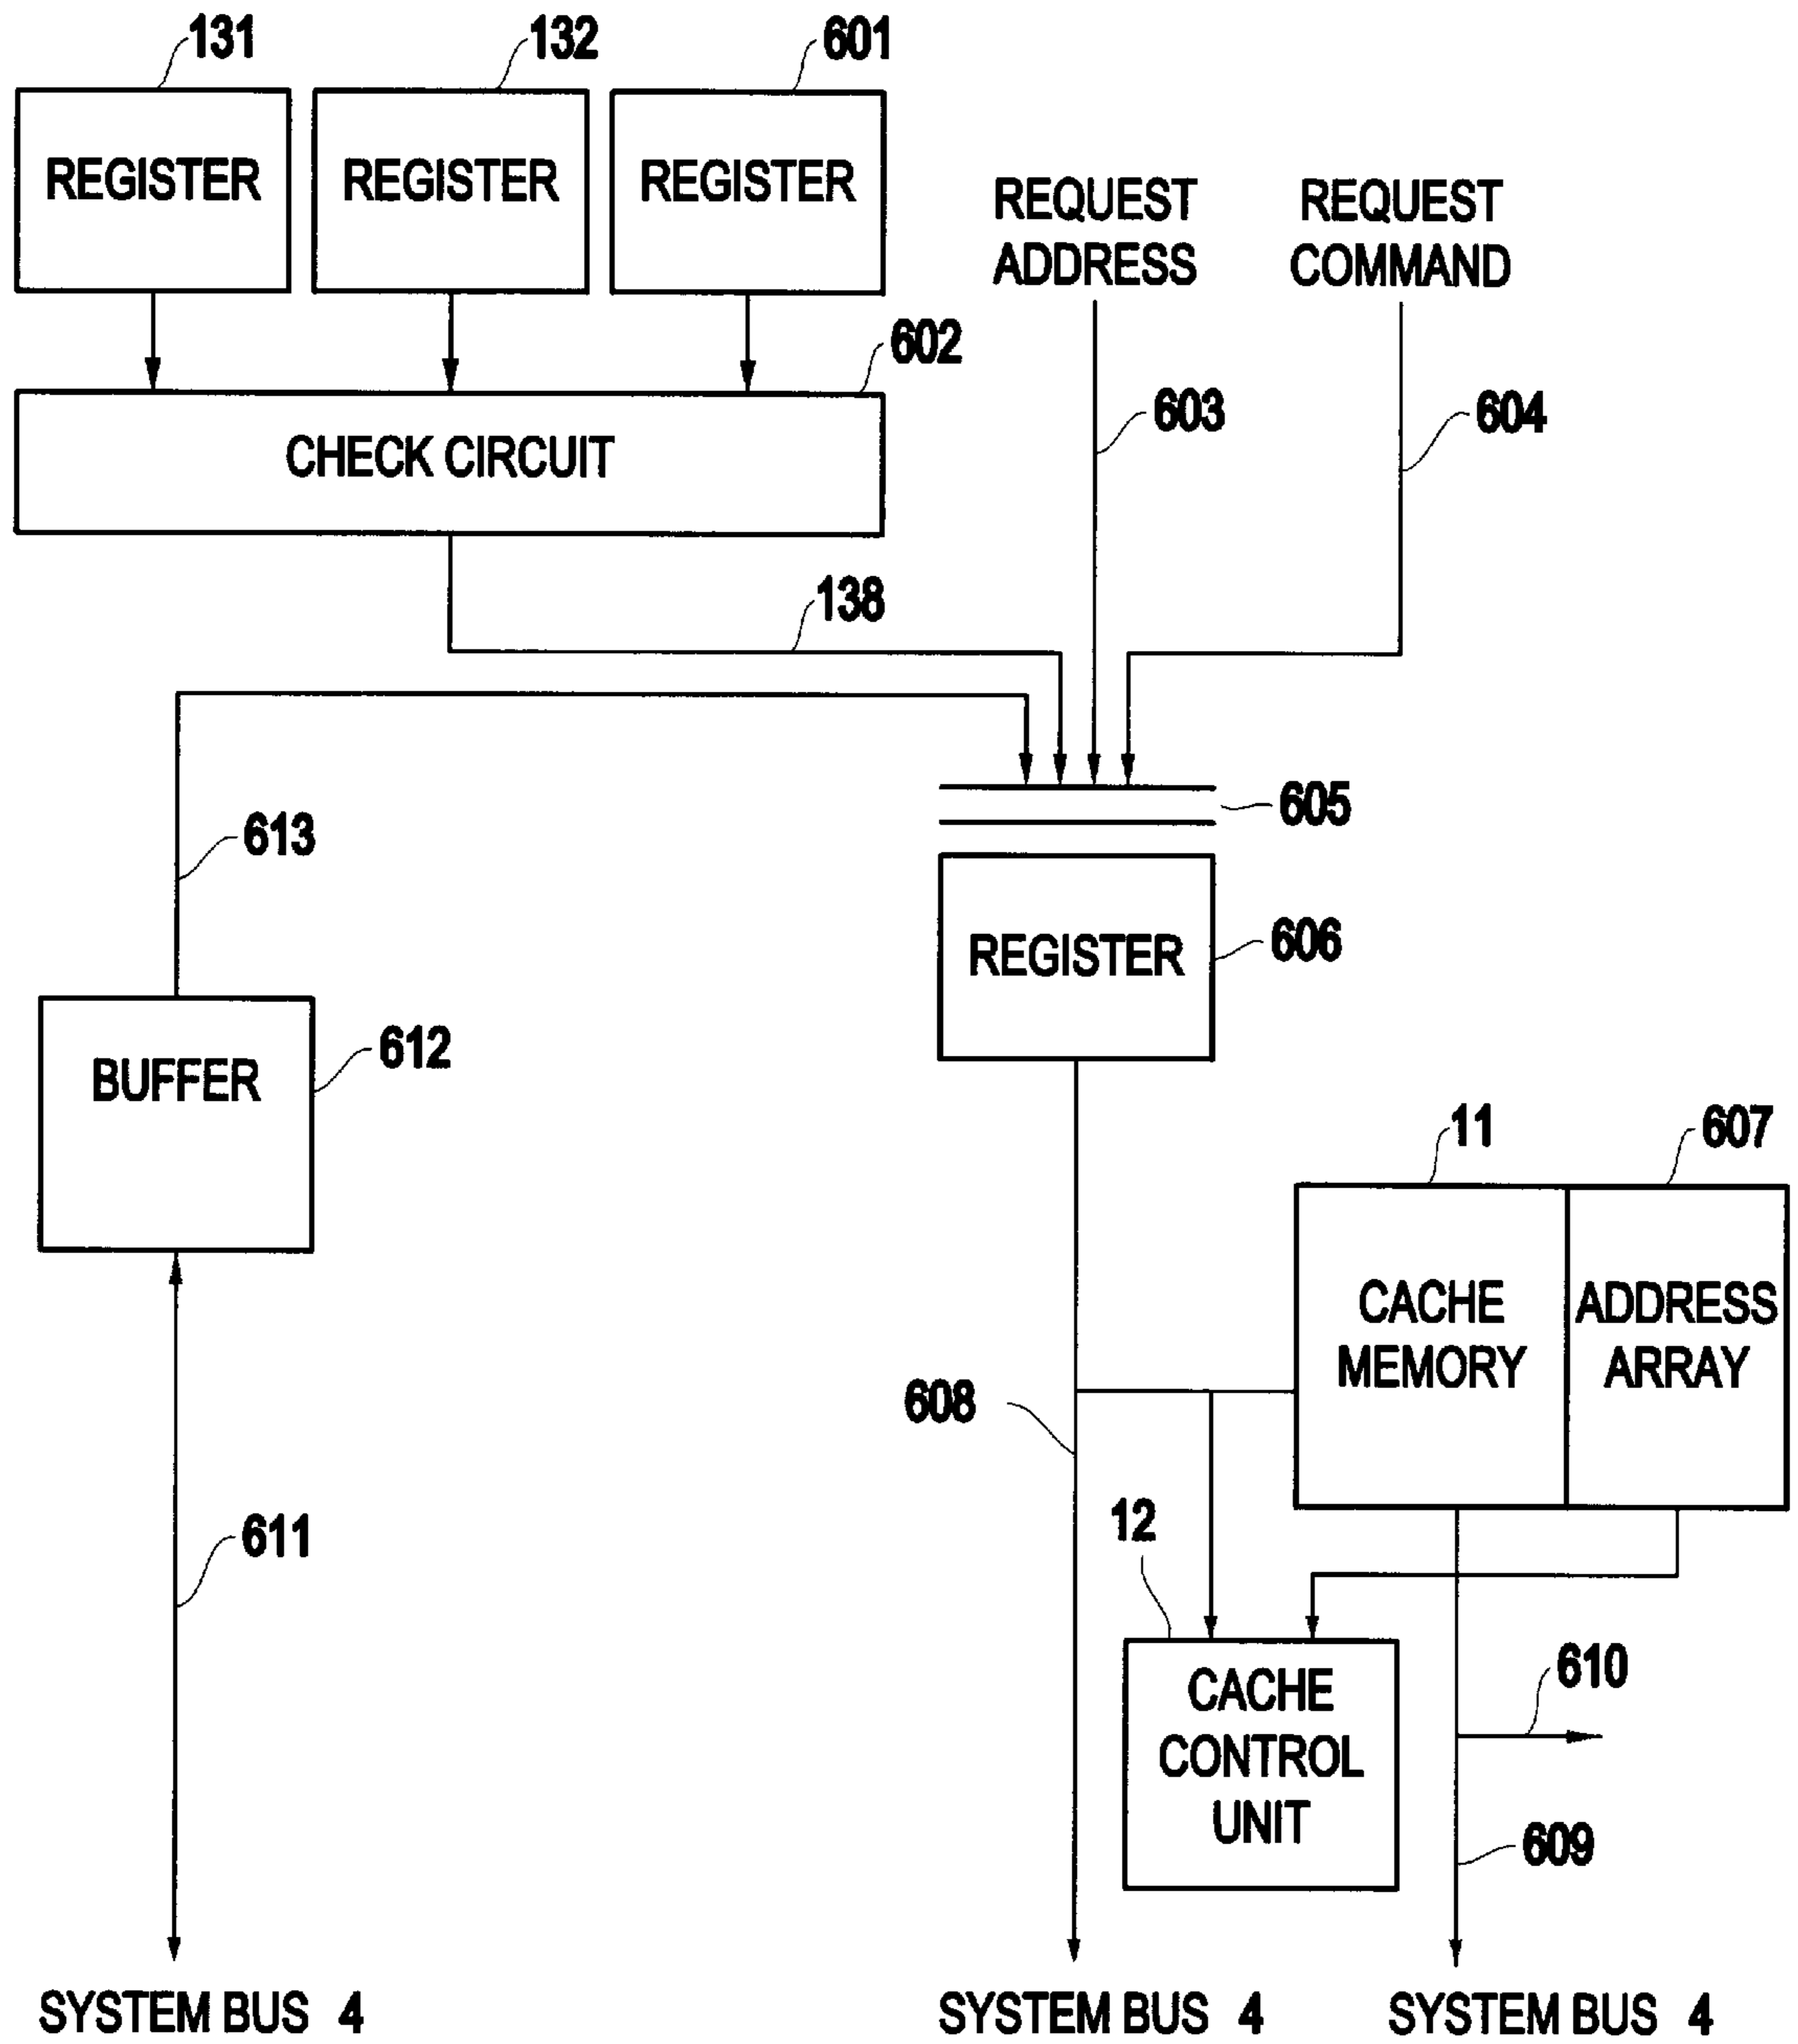 131
132
601
REGISTER
REGISTER
REGISTER
REQUEST
ADDRESS
REQUEST
COMMAND
602
603
604
CHECK CIRCUIT
138
605
613
REGISTER
606
BUFFER
612
11
607
CACHE
MEMORY
ADDRESS
ARRAY
608
12
611
CACHE
CONTROL
UNIT
610
609
SYSTEM BUS 4
SYSTEM BUS 4
SYSTEM BUS 4